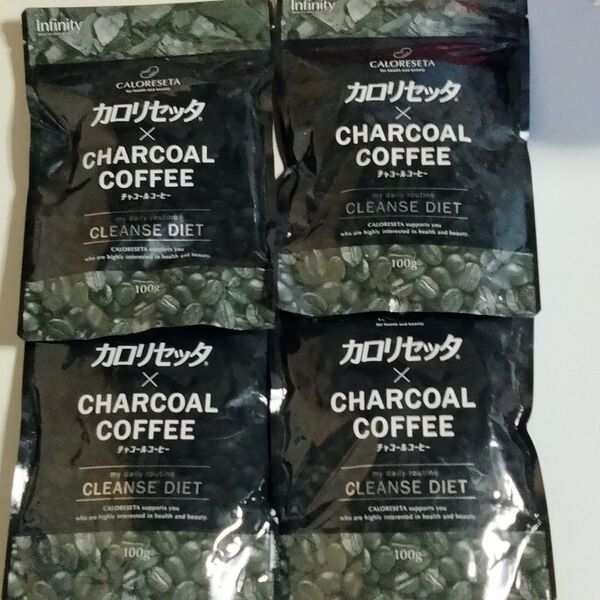 Infinity
CALORESETA
for health and beauty
カロリセッタ®
×
CHARCOAL
COFFEE
チャコールコーヒー
my daily routine
CLEANSE DIET
CALORESETA supports you
who are highly interested in health and beauty.
100g
Infinity
CALORESETA
for health and beauty
カロリセッタ®
×
CHARCOAL
COFFEE
チャコールコーヒー
my daily routine
CLEANSE DIET
CALORESETA supports you
who are highly interested in health and beauty.
100g
カロリセッタ®
×
CHARCOAL
COFFEE
チャコールコーヒー
my daily routine
CLEANSE DIET
CALORESETA supports you
who are highly interested in health and beauty.
100g
for health and beauty
カロリセッタ®
×
CHARCOAL
COFFEE
チャコールコーヒー
my daily routine
CLEANSE DIET
CALORESETA supports you
who are highly interested in health and beauty.
100g